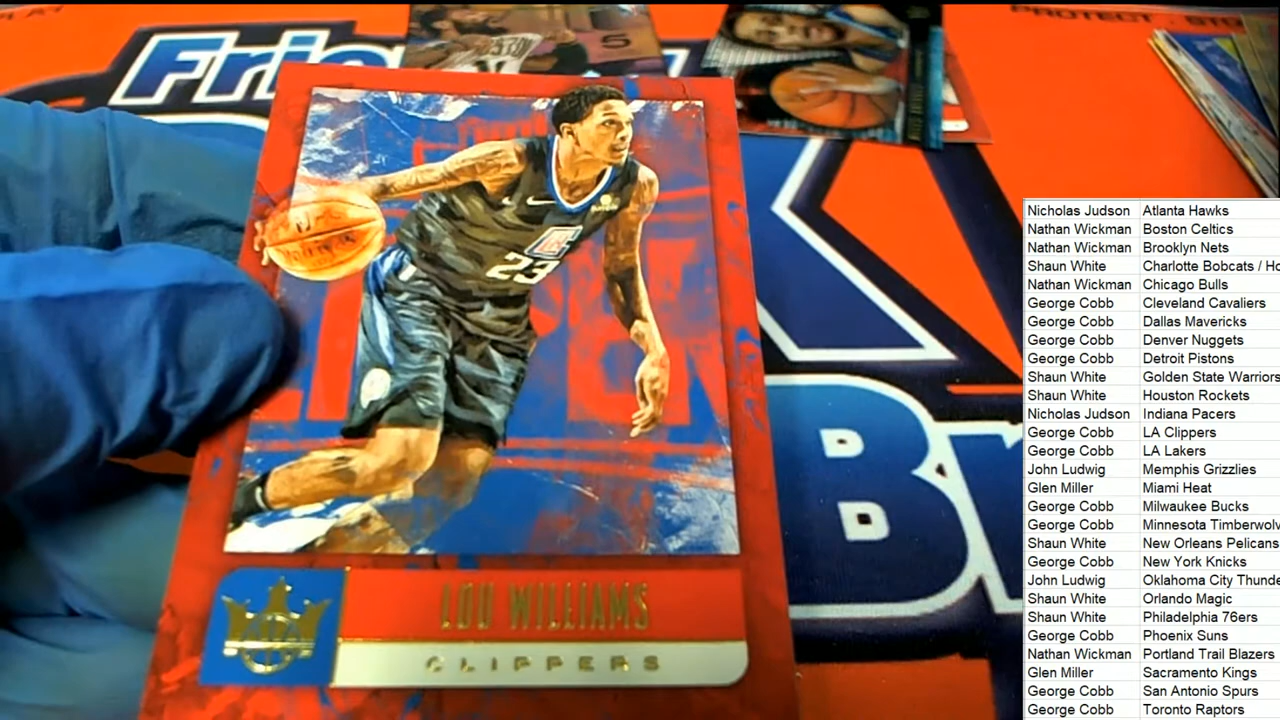 PROTECT
Frid
5
23
LOU WILLIAMS
CLIPPERS
Br
Nicholas Judson Atlanta Hawks
Nathan Wickman Boston Celtics
Nathan Wickman Brooklyn Nets
Shaun White Charlotte Bobcats / Ho
Nathan Wickman Chicago Bulls
George Cobb Cleveland Cavaliers
George Cobb Dallas Mavericks
George Cobb Denver Nuggets
George Cobb Detroit Pistons
Shaun White Golden State Warriors
Shaun White Houston Rockets
Nicholas Judson Indiana Pacers
George Cobb LA Clippers
George Cobb LA Lakers
John Ludwig Memphis Grizzlies
Glen Miller Miami Heat
George Cobb Milwaukee Bucks
George Cobb Minnesota Timberwolv
Shaun White New Orleans Pelicans
George Cobb New York Knicks
John Ludwig Oklahoma City Thunde
Shaun White Orlando Magic
Shaun White Philadelphia 76ers
George Cobb Phoenix Suns
Nathan Wickman Portland Trail Blazers
Glen Miller Sacramento Kings
George Cobb San Antonio Spurs
George Cobb Toronto Raptors